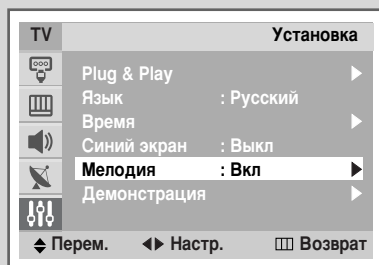 TV Установка
Plug & Play
Язык : Русский
Время
Синий экран : Выкл
Мелодия : Вкл
Демонстрация
Перем. Настр. Возврат